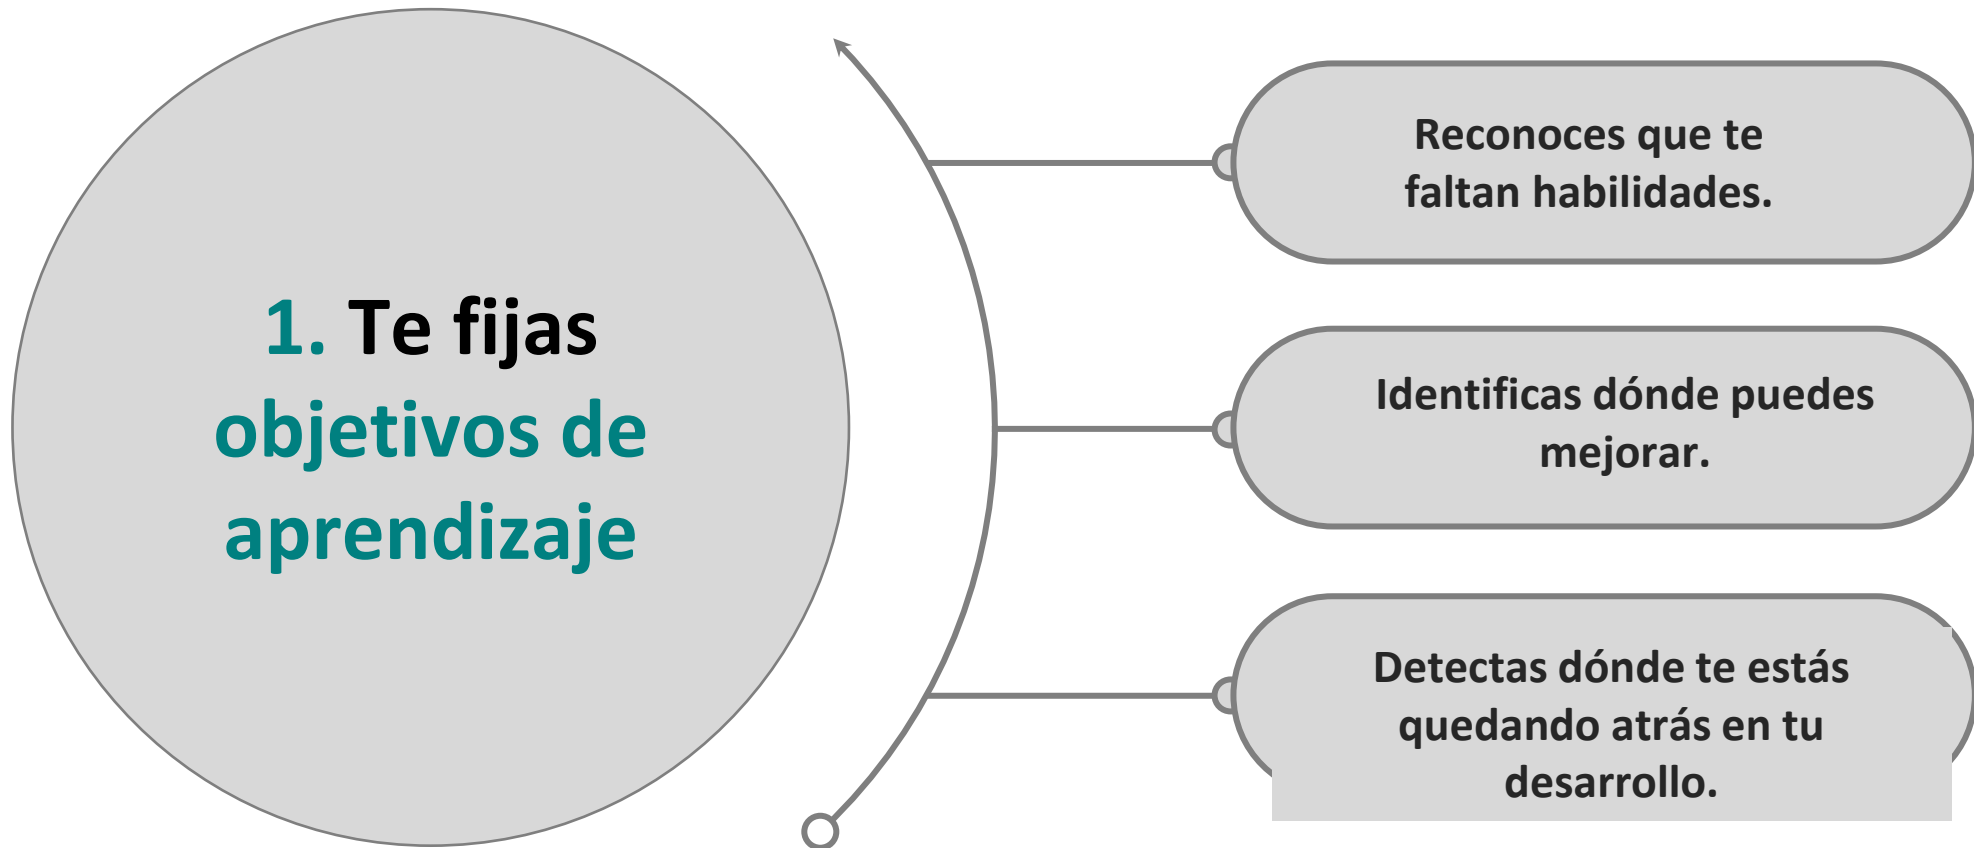 1. Te fijas
objetivos de
aprendizaje
Reconoces que te
faltan habilidades.
Identificas dónde puedes
mejorar.
Detectas dónde te estás
quedando atrás en tu
desarrollo.